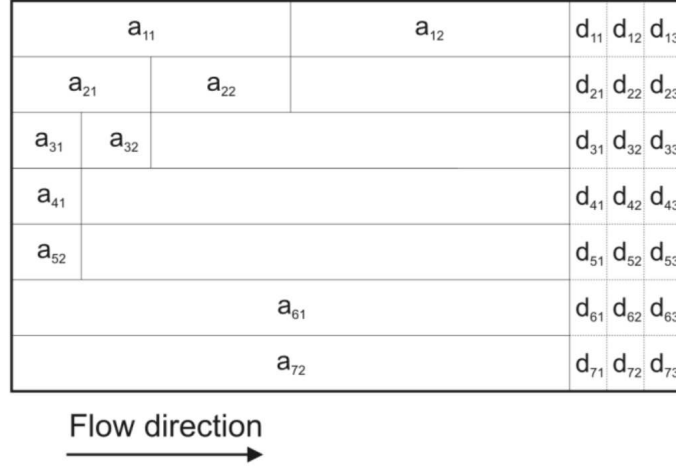 a₁₁ a₁₂ d₁₁ d₁₂ d₁₃
a₂₁ a₂₂ d₂₁ d₂₂ d₂₃
a₃₁ a₃₂ d₃₁ d₃₂ d₃₃
a₄₁ d₄₁ d₄₂ d₄₃
a₅₂ d₅₁ d₅₂ d₅₃
a₆₁ d₆₁ d₆₂ d₆₃
a₇₂ d₇₁ d₇₂ d₇₃
Flow direction